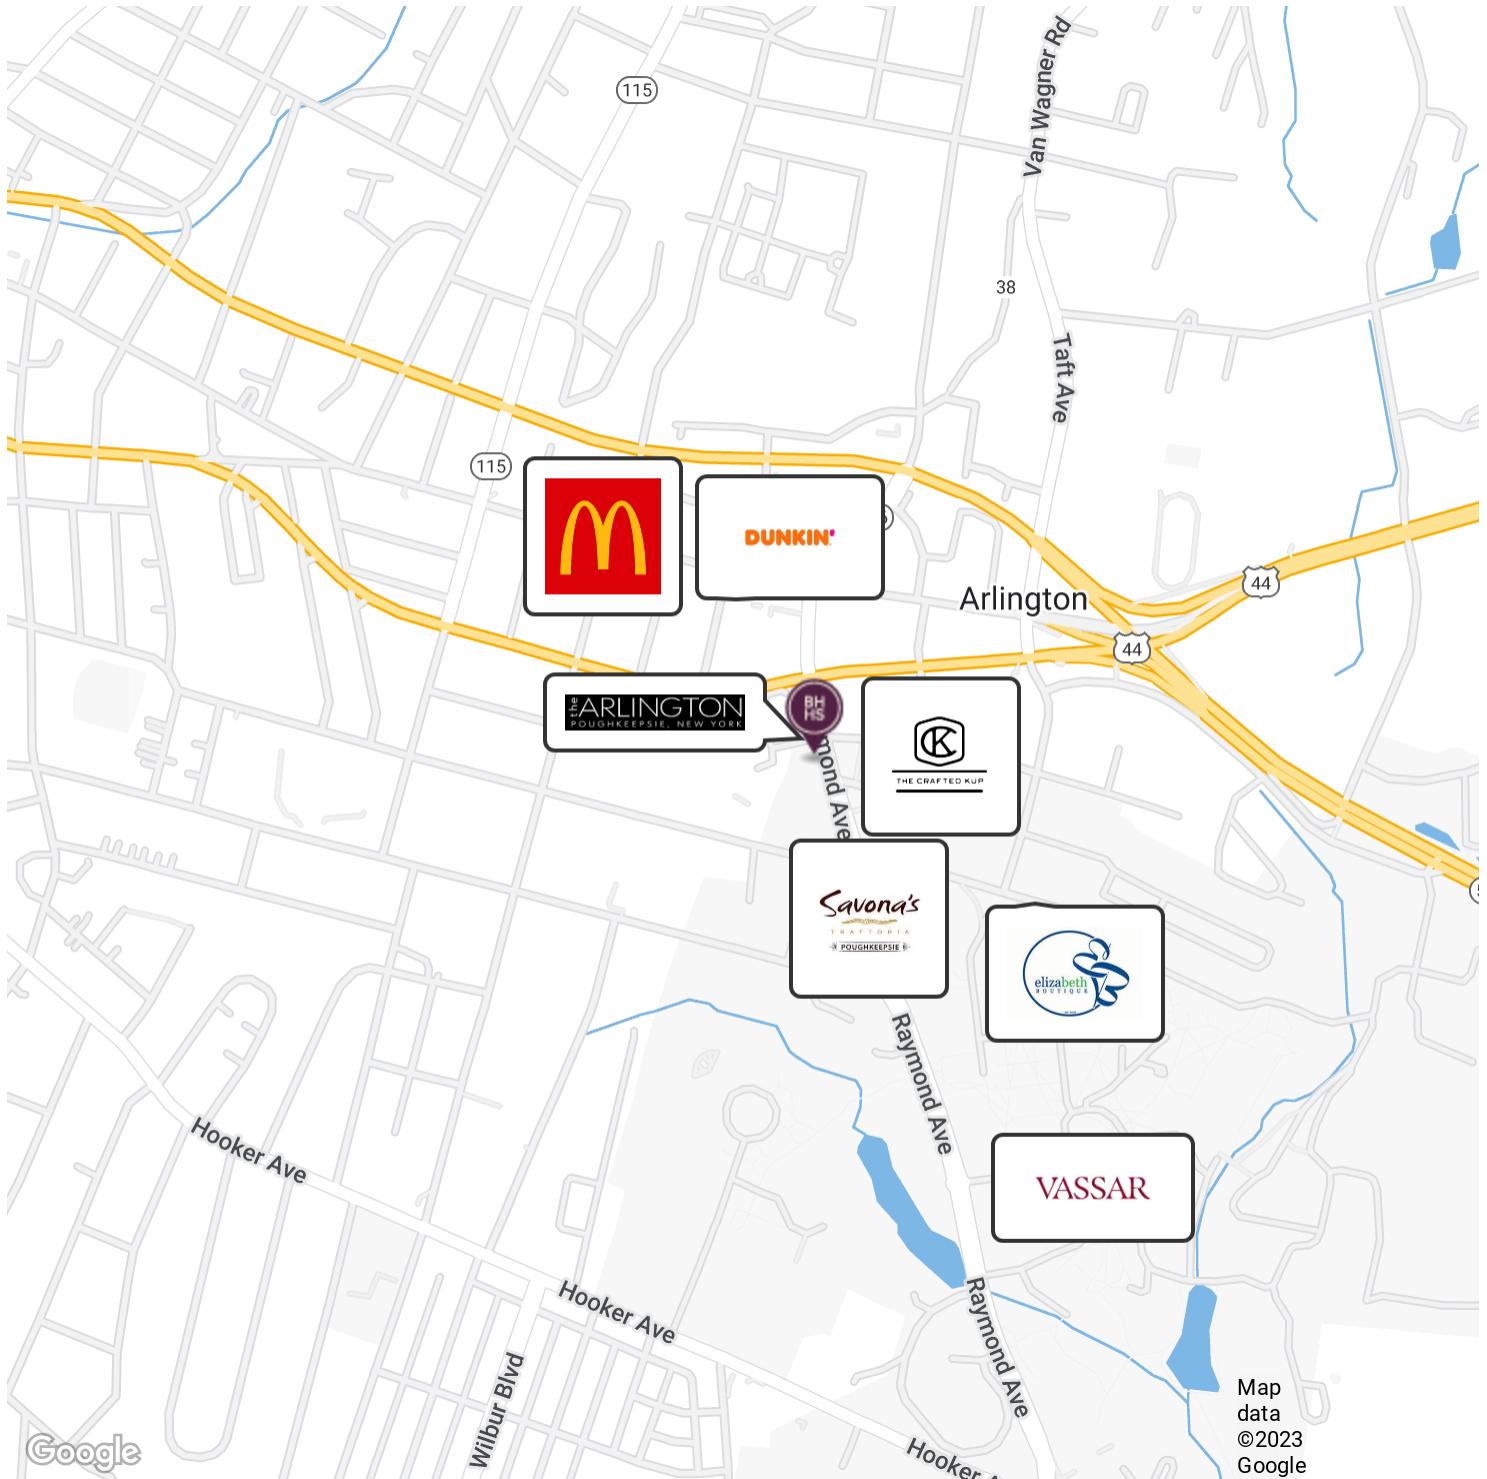 115
Van Wagner Rd
38
Taft Ave
115
DUNKIN'
44
Arlington
44
the ARLINGTON
POUGHKEEPSIE, NEW YORK
BH
HS
CK
THE CRAFTED KUP
mond Ave
Savona's
TRATTORIA
POUGHKEEPSIE
elizabeth
BOUTIQUE
Raymond Ave
Hooker Ave
VASSAR
Hooker Ave
Raymond Ave
Wilbur Blvd
Hooker A
Map
data
©2023
Google
Google